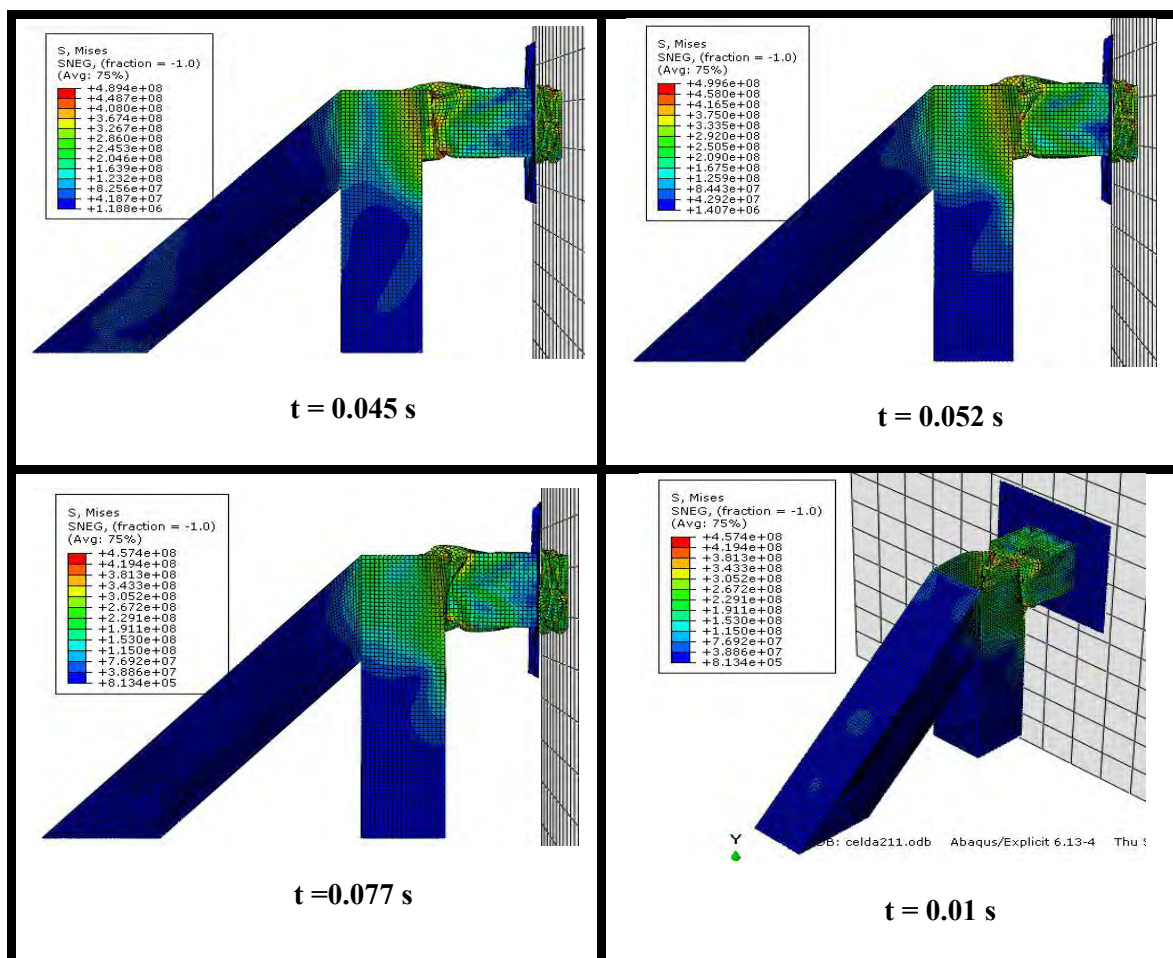 S, Mises
SNEG, (fraction = -1.0)
(Avg: 75%)
+4.894e+08
+4.487e+08
+4.080e+08
+3.674e+08
+3.267e+08
+2.860e+08
+2.453e+08
+2.046e+08
+1.639e+08
+1.232e+08
+8.256e+07
+4.187e+07
+1.188e+06
t = 0.045 s
S, Mises
SNEG, (fraction = -1.0)
(Avg: 75%)
+4.996e+08
+4.580e+08
+4.165e+08
+3.750e+08
+3.335e+08
+2.920e+08
+2.505e+08
+2.090e+08
+1.675e+08
+1.259e+08
+8.443e+07
+4.292e+07
+1.407e+06
t = 0.052 s
S, Mises
SNEG, (fraction = -1.0)
(Avg: 75%)
+4.574e+08
+4.194e+08
+3.813e+08
+3.433e+08
+3.052e+08
+2.672e+08
+2.291e+08
+1.911e+08
+1.530e+08
+1.150e+08
+7.692e+07
+3.886e+07
+8.134e+05
t =0.077 s
S, Mises
SNEG, (fraction = -1.0)
(Avg: 75%)
+4.574e+08
+4.194e+08
+3.813e+08
+3.433e+08
+3.052e+08
+2.672e+08
+2.291e+08
+1.911e+08
+1.530e+08
+1.150e+08
+7.692e+07
+3.886e+07
+8.134e+05
Y
DB: celda211.odb Abaqus/Explicit 6.13-4 Thu S
t = 0.01 s